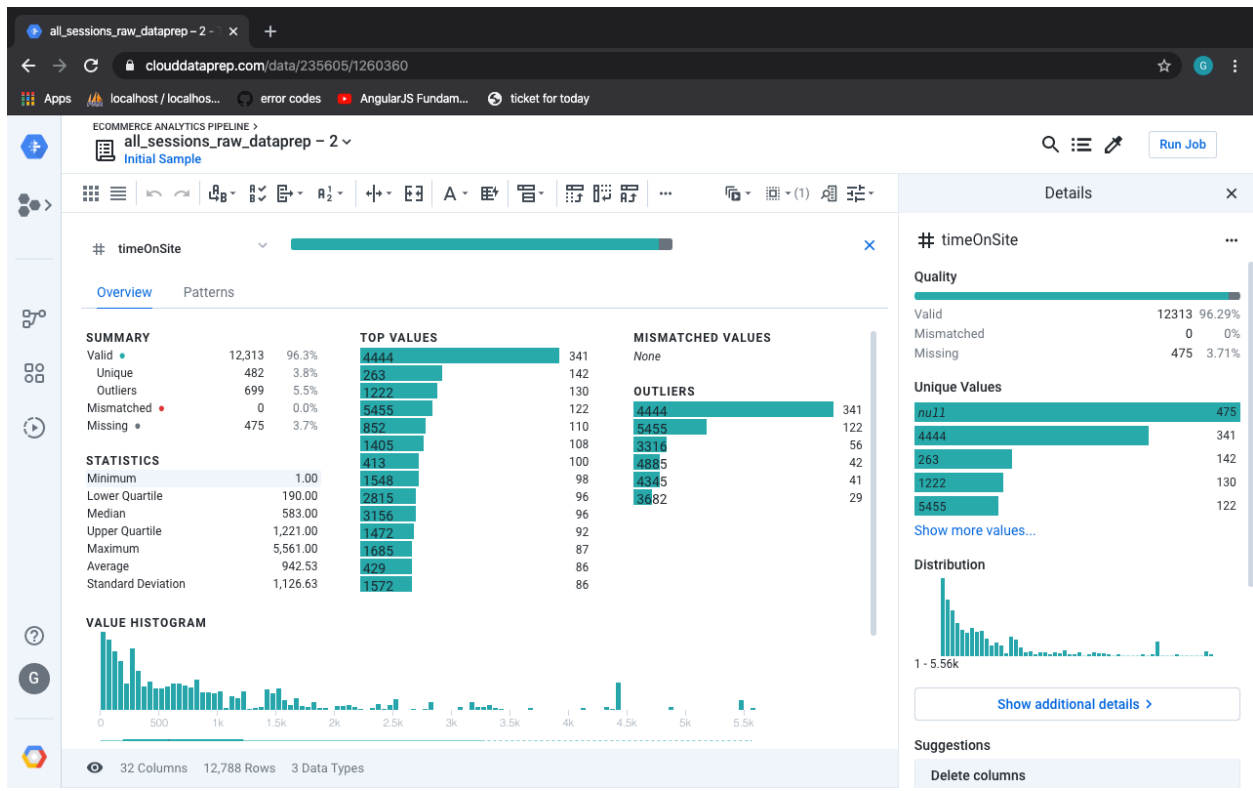 all_sessions_raw_dataprep – 2 -
clouddataprep.com/data/235605/1260360
G
Apps localhost / localhos... error codes AngularJS Fundam... ticket for today
ECOMMERCE ANALYTICS PIPELINE >
all_sessions_raw_dataprep – 2
Initial Sample
Run Job
(1)
Details
# timeOnSite
Overview Patterns
SUMMARY
Valid 12,313 96.3%
Unique 482 3.8%
Outliers 699 5.5%
Mismatched 0 0.0%
Missing 475 3.7%
STATISTICS
Minimum 1.00
Lower Quartile 190.00
Median 583.00
Upper Quartile 1,221.00
Maximum 5,561.00
Average 942.53
Standard Deviation 1,126.63
TOP VALUES
4444 341
263 142
1222 130
5455 122
852 110
1405 108
413 100
1548 98
2815 96
3156 96
1472 92
1685 87
429 86
1572 86
MISMATCHED VALUES
None
OUTLIERS
4444 341
5455 122
3316 56
4885 42
4345 41
3682 29
VALUE HISTOGRAM
0 500 1k 1.5k 2k 2.5k 3k 3.5k 4k 4.5k 5k 5.5k
G
32 Columns 12,788 Rows 3 Data Types
# timeOnSite
Quality
Valid 12313 96.29%
Mismatched 0 0%
Missing 475 3.71%
Unique Values
null 475
4444 341
263 142
1222 130
5455 122
Show more values...
Distribution
1 - 5.56k
Show additional details >
Suggestions
Delete columns